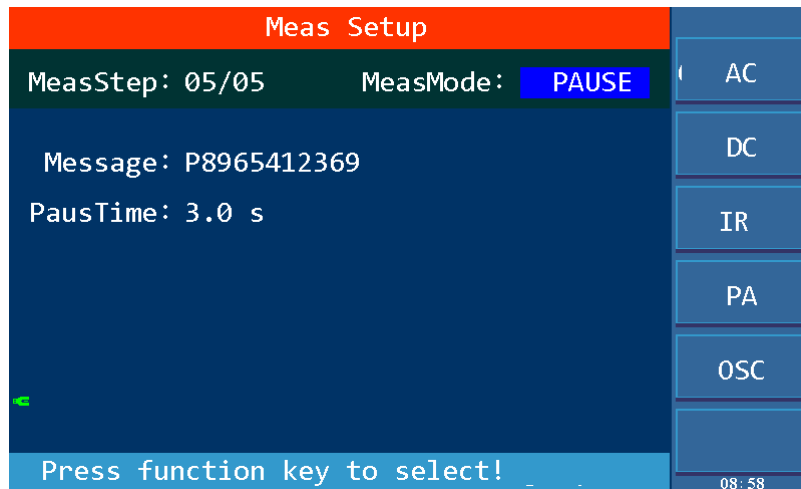 Meas Setup
MeasStep: 05/05 MeasMode: PAUSE
Message: P8965412369
PausTime: 3.0 s
AC
DC
IR
PA
OSC
Press function key to select!
08:58